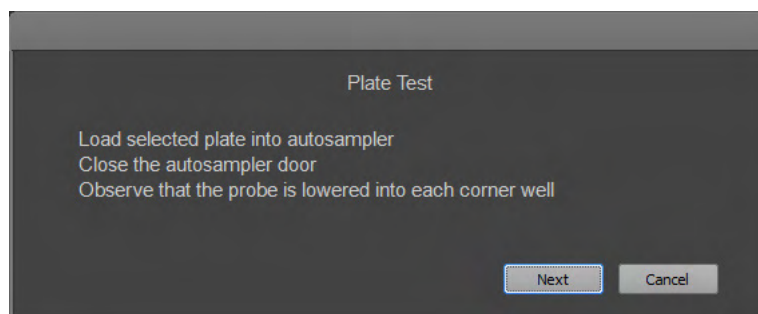 Plate Test
Load selected plate into autosampler
Close the autosampler door
Observe that the probe is lowered into each corner well
Next Cancel